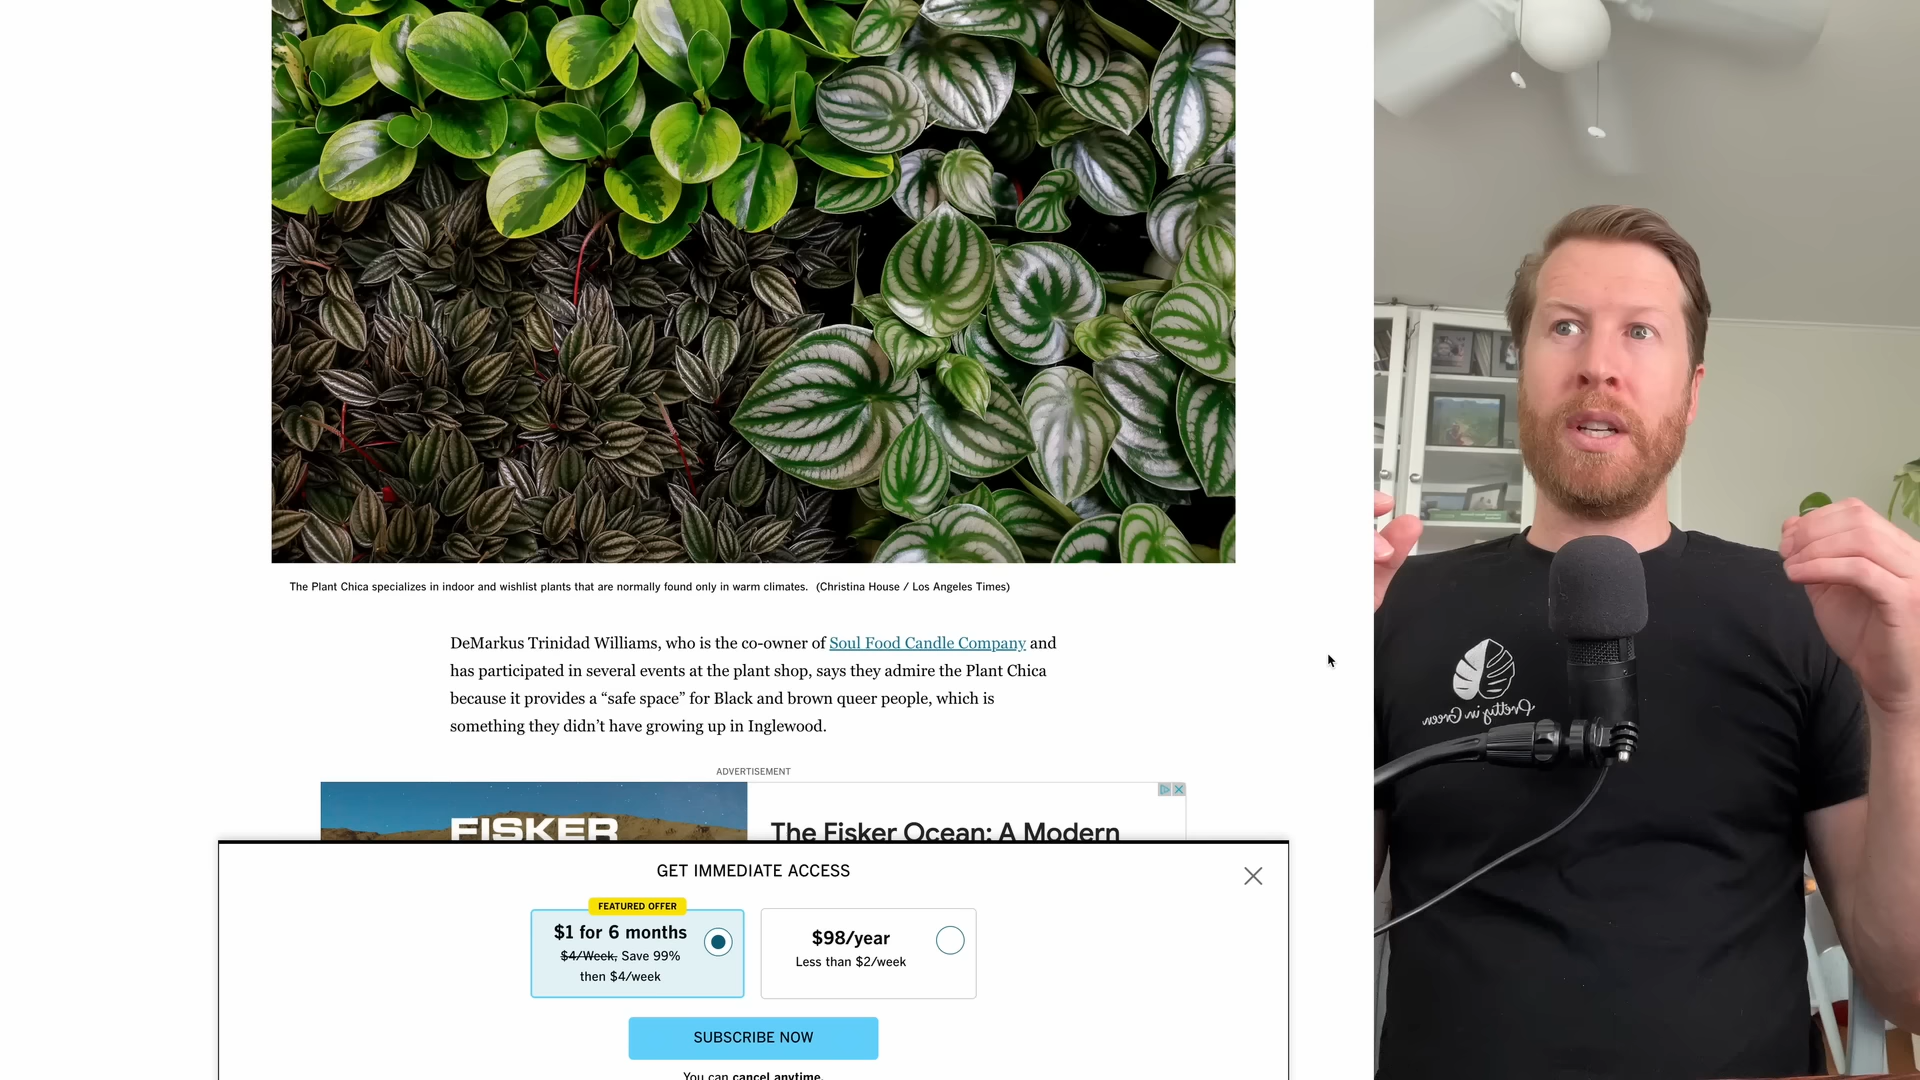 The Plant Chica specializes in indoor and wishlist plants that are normally found only in warm climates. (Christina House / Los Angeles Times)
DeMarkus Trinidad Williams, who is the co-owner of Soul Food Candle Company and
has participated in several events at the plant shop, says they admire the Plant Chica
because it provides a “safe space” for Black and brown queer people, which is
something they didn’t have growing up in Inglewood.
ADVERTISEMENT
FISKER
The Fisker Ocean: A Modern
GET IMMEDIATE ACCESS
FEATURED OFFER
$1 for 6 months
$4/Week, Save 99%
then $4/week
$98/year
Less than $2/week
SUBSCRIBE NOW
You can cancel anytime.
Pretty in Green